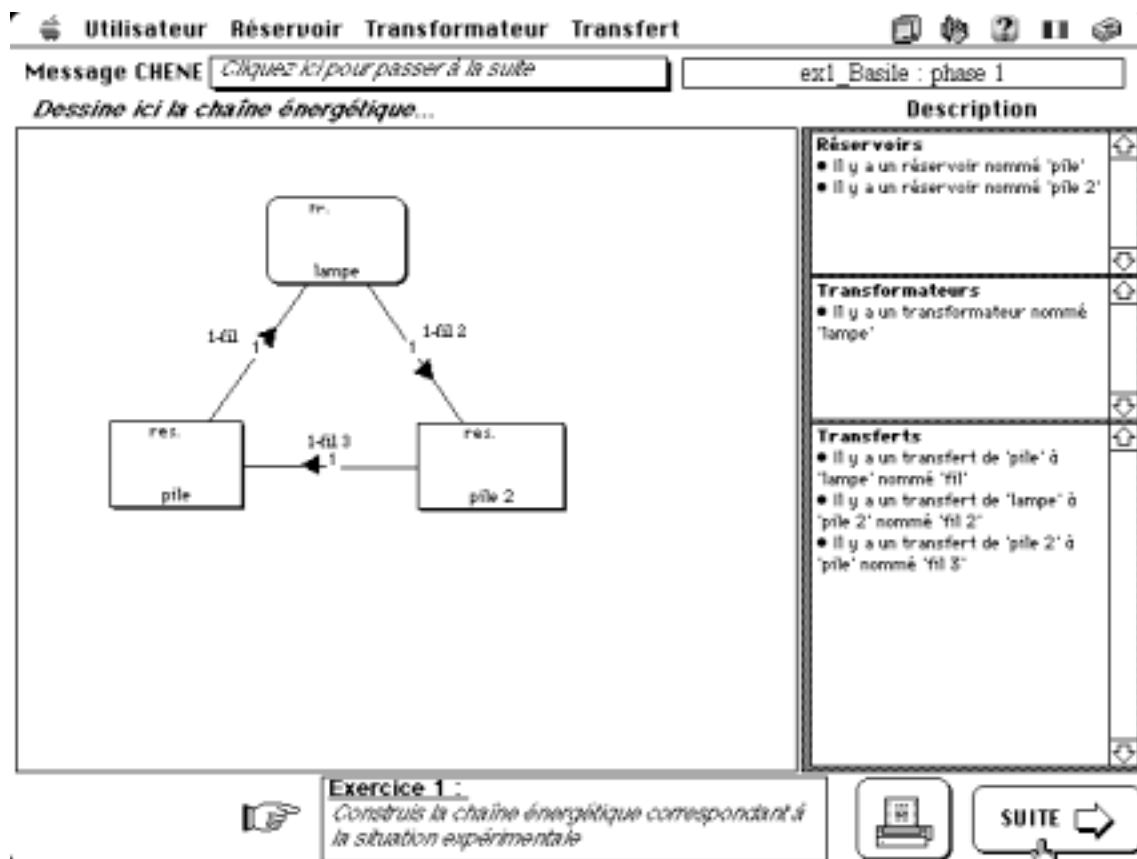 Utilisateur Réservoir Transformateur Transfert
Message CHENE Cliquez ici pour passer à la suite
ex1_Basile : phase 1
Dessine ici la chaîne énergétique...
Description
tr.
lampe
1-fil
1
1-fil 2
1
res.
pile
1-fil 3
1
res.
pile 2
Réservoirs
• Il y a un réservoir nommé 'pile'
• Il y a un réservoir nommé 'pile 2'
Transformateurs
• Il y a un transformateur nommé
'lampe'
Transferts
• Il y a un transfert de 'pile' à
'lampe' nommé 'fil'
• Il y a un transfert de 'lampe' à
'pile 2' nommé 'fil 2'
• Il y a un transfert de 'pile 2' à
'pile' nommé 'fil 3'
Exercice 1 :
Construis la chaîne énergétique correspondant à
la situation expérimentale
SUITE